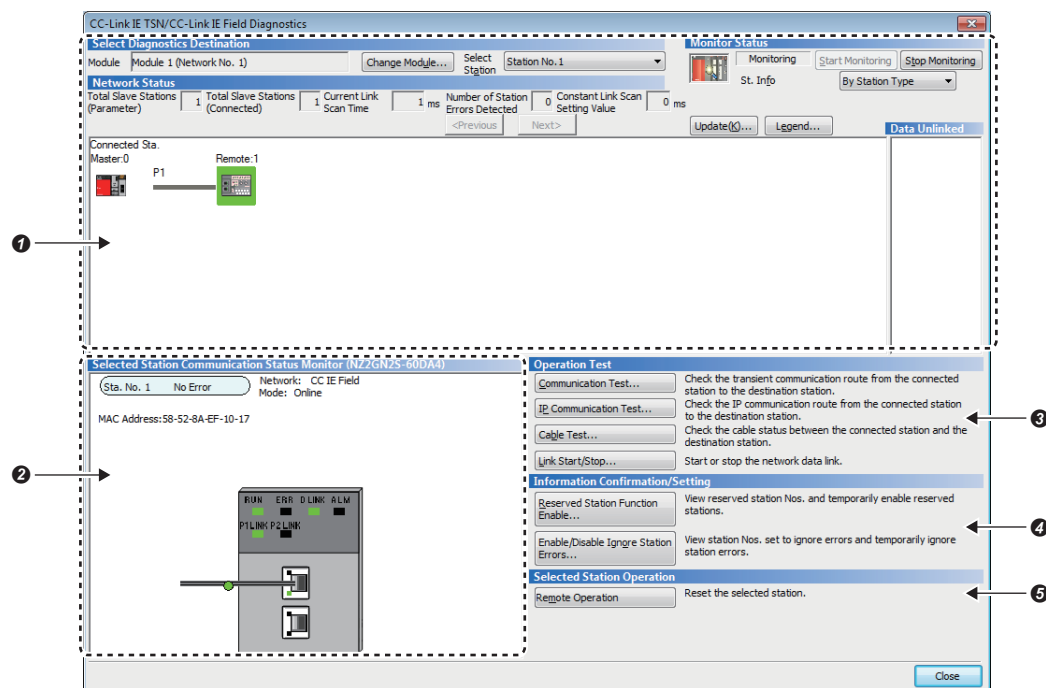 CC-Link IE TSN/CC-Link IE Field Diagnostics
Select Diagnostics Destination
Module Module 1 (Network No. 1) Change Module... Select Station Station No.1
Monitor Status
Monitoring Start Monitoring Stop Monitoring
St. Info By Station Type
Network Status
Total Slave Stations (Parameter) 1 Total Slave Stations (Connected) 1 Current Link Scan Time 1 ms Number of Station Errors Detected 0 Constant Link Scan Setting Value 0 ms
<Previous Next> Update(K)... Legend... Data Unlinked
Connected Sta.
Master:0 Remote:1
P1
❶
Selected Station Communication Status Monitor (NZ2GN2S-60DA4)
Sta. No. 1 No Error
Network: CC IE Field
Mode: Online
MAC Address:58-52-8A-EF-10-17
❷
RUN ERR D LINK ALM
P1 LINK P2 LINK
Operation Test
Communication Test... Check the transient communication route from the connected
station to the destination station.
IP Communication Test... Check the IP communication route from the connected station
to the destination station.
❸
Cable Test... Check the cable status between the connected station and the
destination station.
Link Start/Stop... Start or stop the network data link.
Information Confirmation/Setting
Reserved Station Function Enable... View reserved station Nos. and temporarily enable reserved
stations.
❹
Enable/Disable Ignore Station Errors... View station Nos. set to ignore errors and temporarily ignore
station errors.
Selected Station Operation
Remote Operation Reset the selected station.
❺
Close